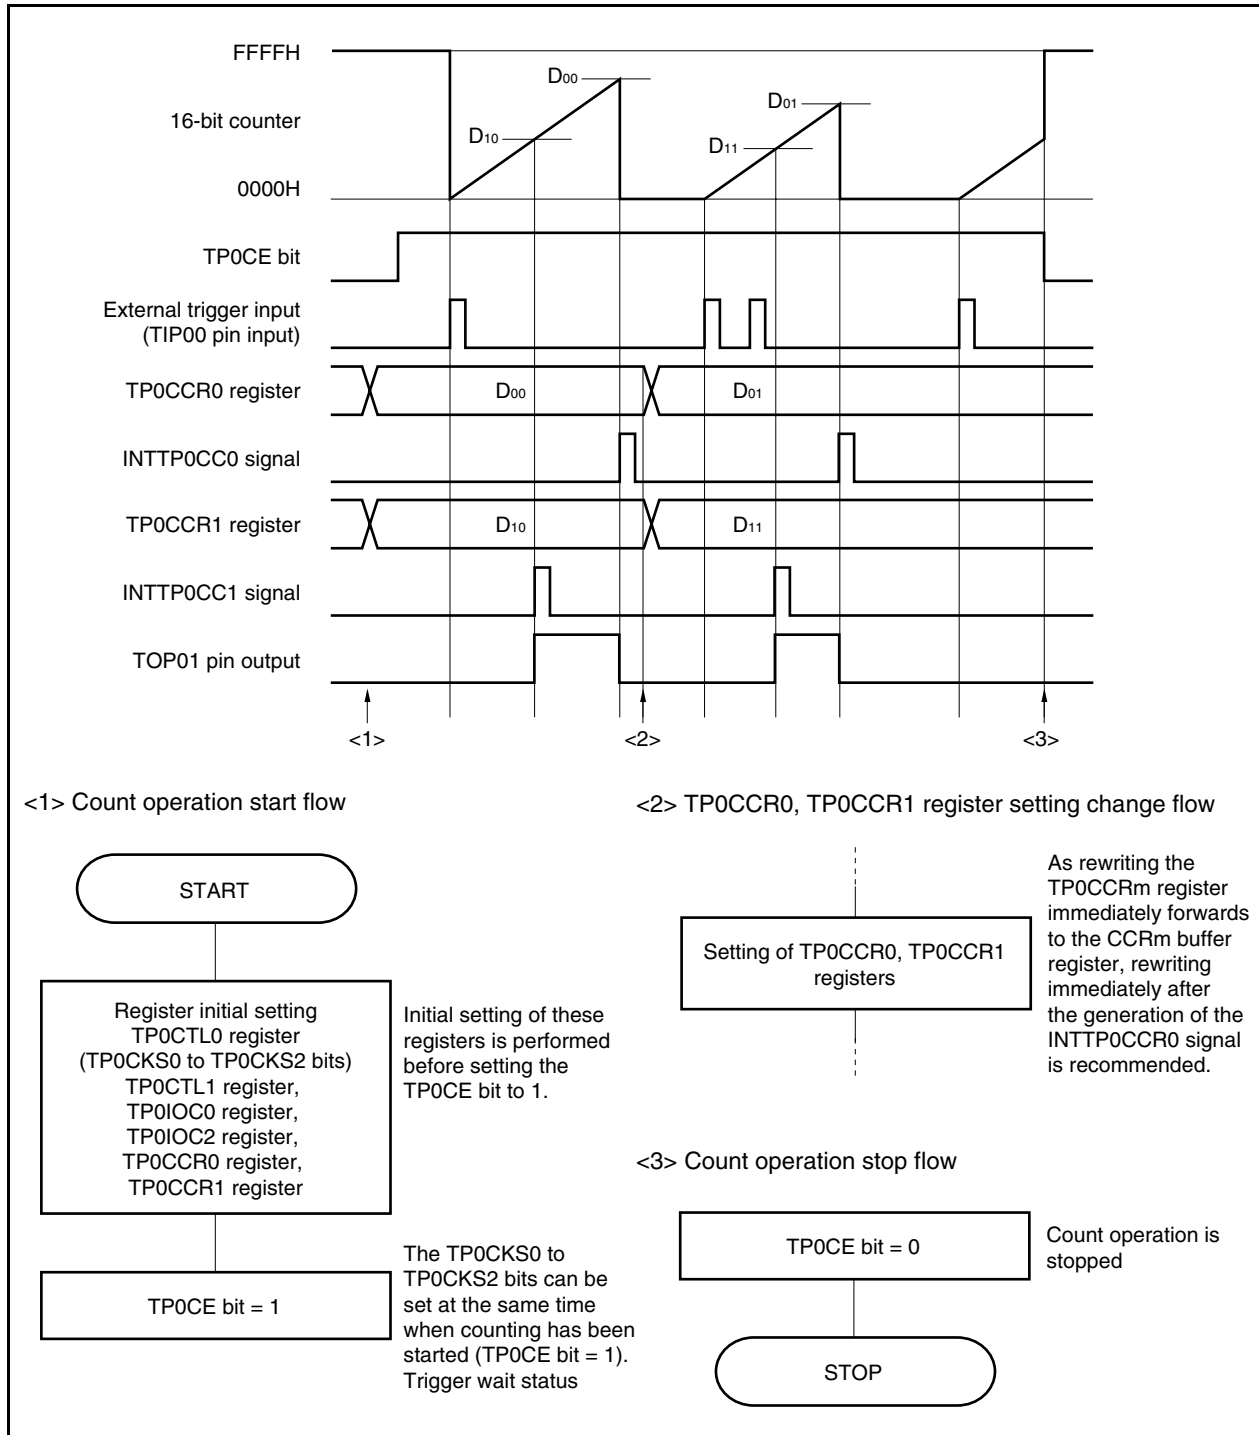 FFFFH
D00
D01
16-bit counter
D10
D11
0000H
TP0CE bit
External trigger input
(TIP00 pin input)
TP0CCR0 register
D00
D01
INTTP0CC0 signal
TP0CCR1 register
D10
D11
INTTP0CC1 signal
TOP01 pin output
<1>
<2>
<3>
<1> Count operation start flow
START
Register initial setting
TP0CTL0 register
(TP0CKS0 to TP0CKS2 bits)
TP0CTL1 register,
TP0IOC0 register,
TP0IOC2 register,
TP0CCR0 register,
TP0CCR1 register
Initial setting of these
registers is performed
before setting the
TP0CE bit to 1.
TP0CE bit = 1
The TP0CKS0 to
TP0CKS2 bits can be
set at the same time
when counting has been
started (TP0CE bit = 1).
Trigger wait status
<2> TP0CCR0, TP0CCR1 register setting change flow
Setting of TP0CCR0, TP0CCR1
registers
As rewriting the
TP0CCRm register
immediately forwards
to the CCRm buffer
register, rewriting
immediately after
the generation of the
INTTP0CCR0 signal
is recommended.
<3> Count operation stop flow
TP0CE bit = 0
Count operation is
stopped
STOP